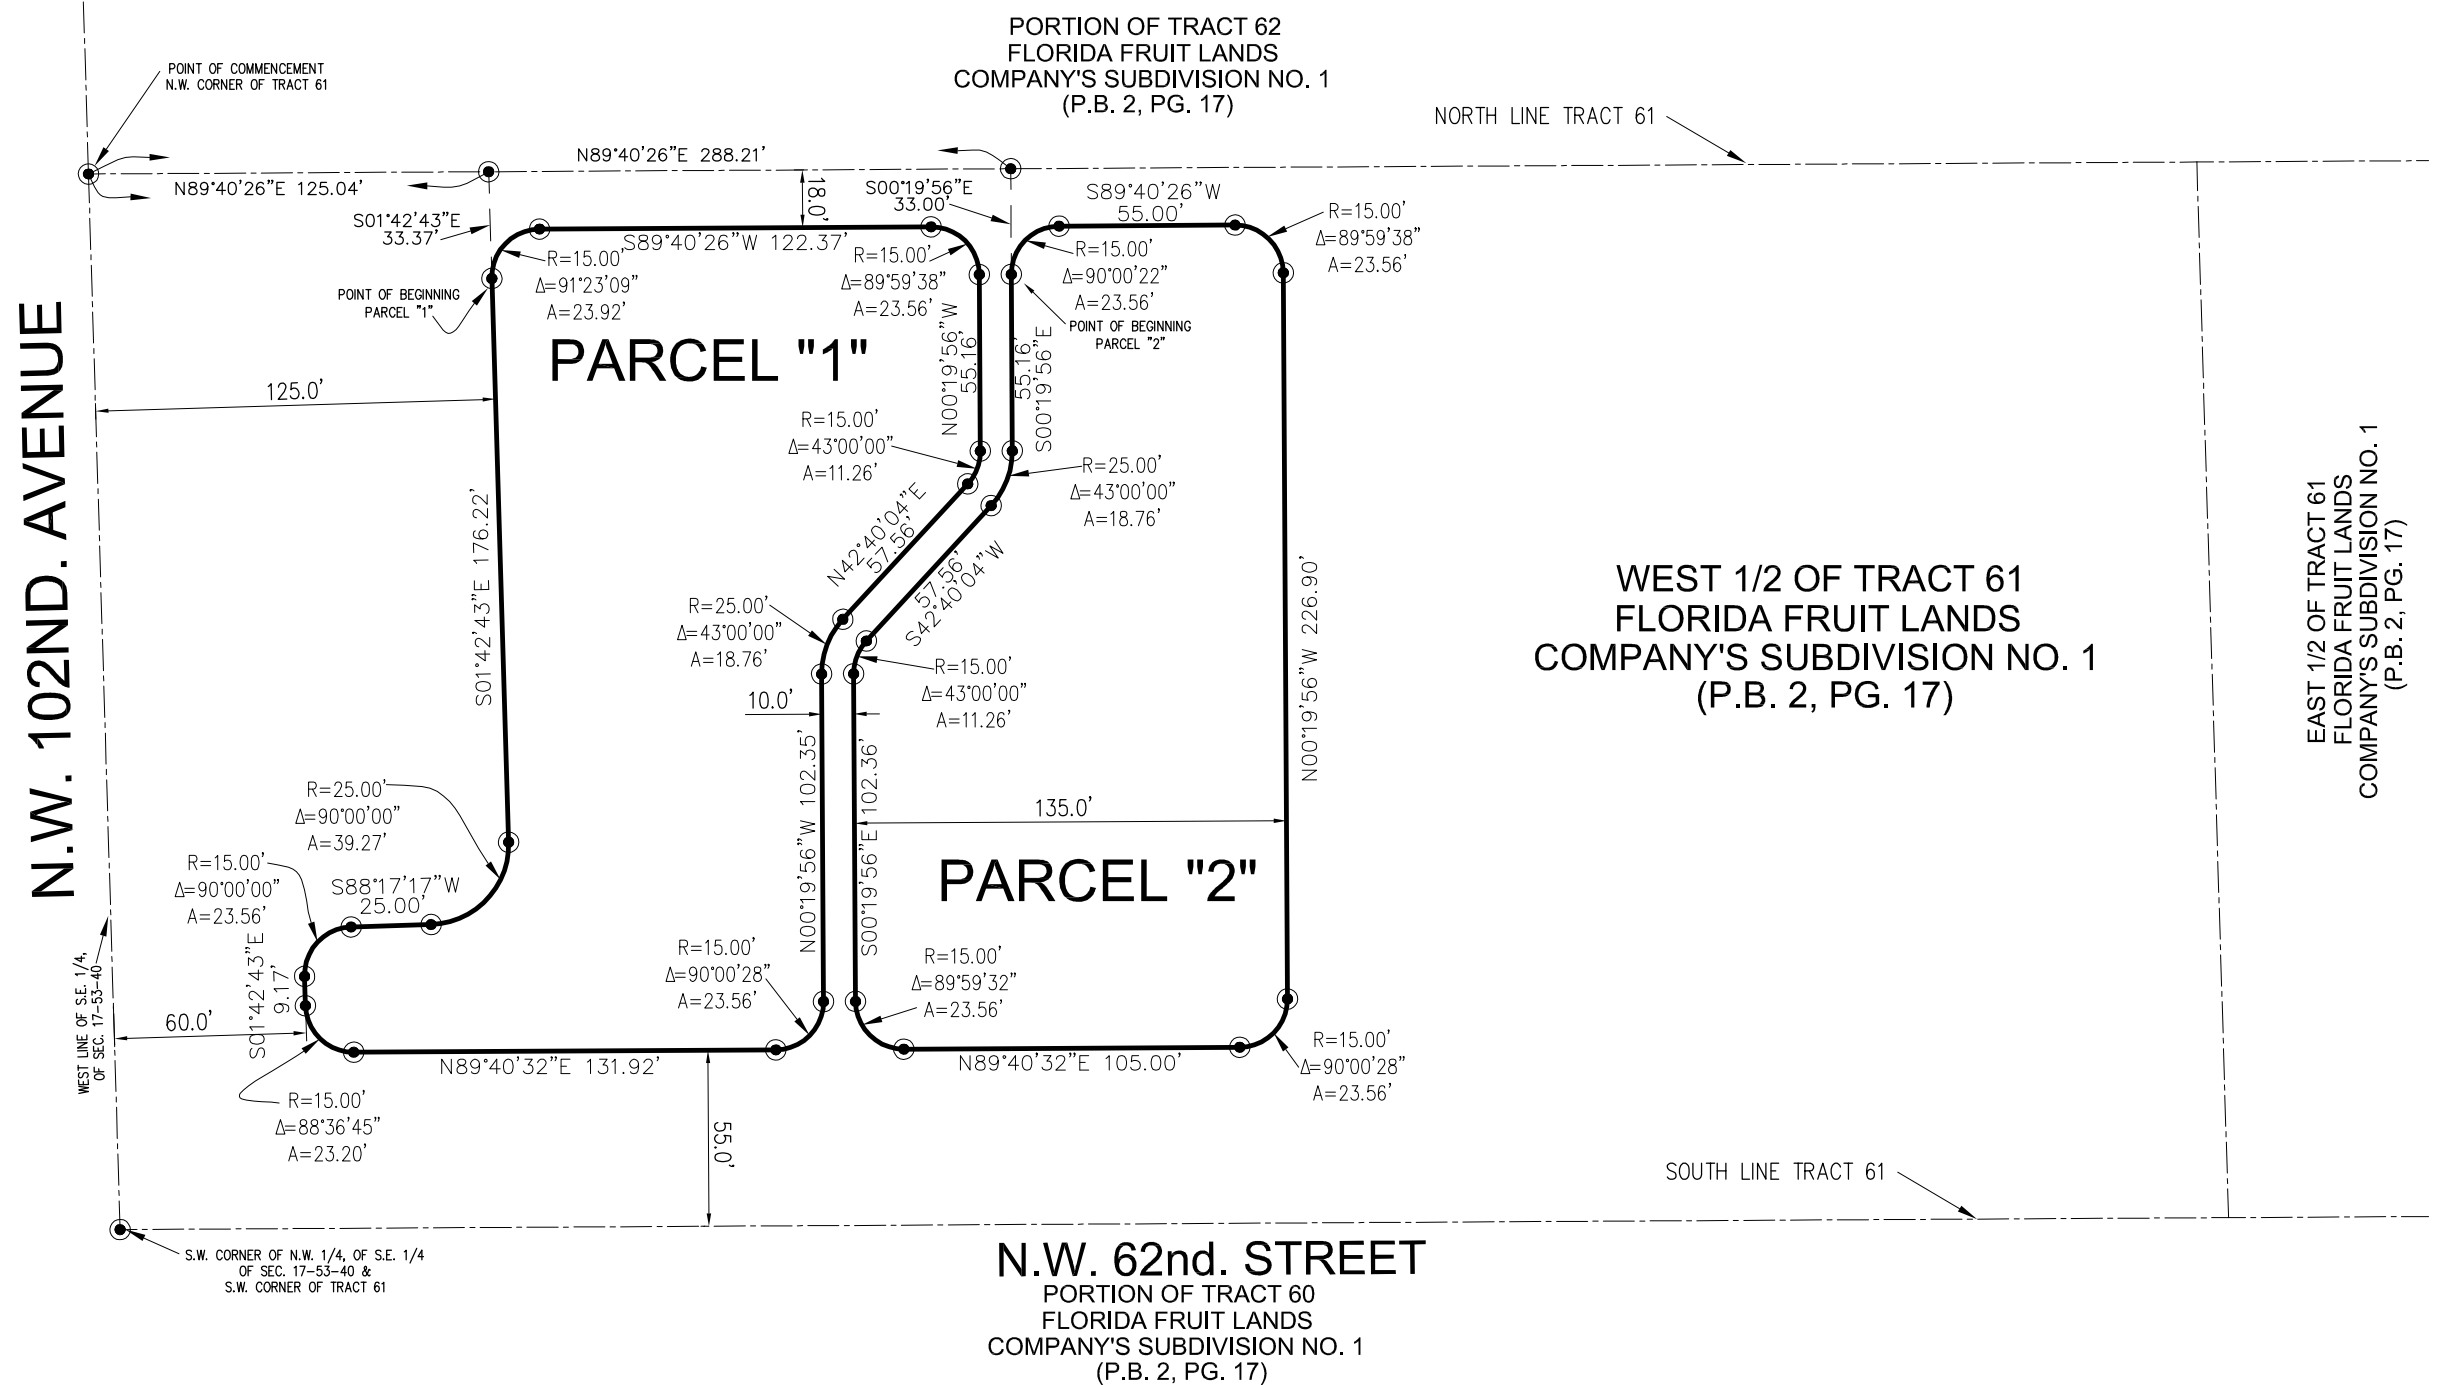 PORTION OF TRACT 62
FLORIDA FRUIT LANDS
COMPANY'S SUBDIVISION NO. 1
(P.B. 2, PG. 17)
POINT OF COMMENCEMENT
N.W. CORNER OF TRACT 61
NORTH LINE TRACT 61
N89°40'26"E 288.21'
N89°40'26"E 125.04'
18.0'
S00°19'56"E
33.00'
S89°40'26"W
55.00'
R=15.00'
Δ=89°59'38"
A=23.56'
S01°42'43"E
33.37'
S89°40'26"W 122.37'
R=15.00'
Δ=91°23'09"
A=23.92'
R=15.00'
Δ=89°59'38"
A=23.56'
R=15.00'
Δ=90°00'22"
A=23.56'
POINT OF BEGINNING
PARCEL "1"
POINT OF BEGINNING
PARCEL "2"
PARCEL "1"
N00°19'56"W
55.16'
55.16'
S00°19'56"E
125.0'
N.W. 102ND. AVENUE
R=15.00'
Δ=43°00'00"
A=11.26'
R=25.00'
Δ=43°00'00"
A=18.76'
S01°42'43"E 176.22'
N42°40'04"E
57.56'
57.56'
S42°40'04"W
N00°19'56"W 226.90'
WEST 1/2 OF TRACT 61
FLORIDA FRUIT LANDS
COMPANY'S SUBDIVISION NO. 1
(P.B. 2, PG. 17)
EAST 1/2 OF TRACT 61
FLORIDA FRUIT LANDS
COMPANY'S SUBDIVISION NO. 1
(P.B. 2, PG. 17)
R=25.00'
Δ=43°00'00"
A=18.76'
R=15.00'
Δ=43°00'00"
A=11.26'
10.0'
N00°19'56"W 102.35'
S00°19'56"E 102.36'
135.0'
PARCEL "2"
R=25.00'
Δ=90°00'00"
A=39.27'
R=15.00'
Δ=90°00'00"
A=23.56'
S88°17'17"W
25.00'
S01°42'43"E
9.17'
WEST LINE OF S.E. 1/4,
OF SEC. 17-53-40
60.0'
R=15.00'
Δ=90°00'28"
A=23.56'
R=15.00'
Δ=89°59'32"
A=23.56'
N89°40'32"E 131.92'
N89°40'32"E 105.00'
R=15.00'
Δ=90°00'28"
A=23.56'
R=15.00'
Δ=88°36'45"
A=23.20'
55.0'
SOUTH LINE TRACT 61
S.W. CORNER OF N.W. 1/4, OF S.E. 1/4
OF SEC. 17-53-40 &
S.W. CORNER OF TRACT 61
N.W. 62nd. STREET
PORTION OF TRACT 60
FLORIDA FRUIT LANDS
COMPANY'S SUBDIVISION NO. 1
(P.B. 2, PG. 17)